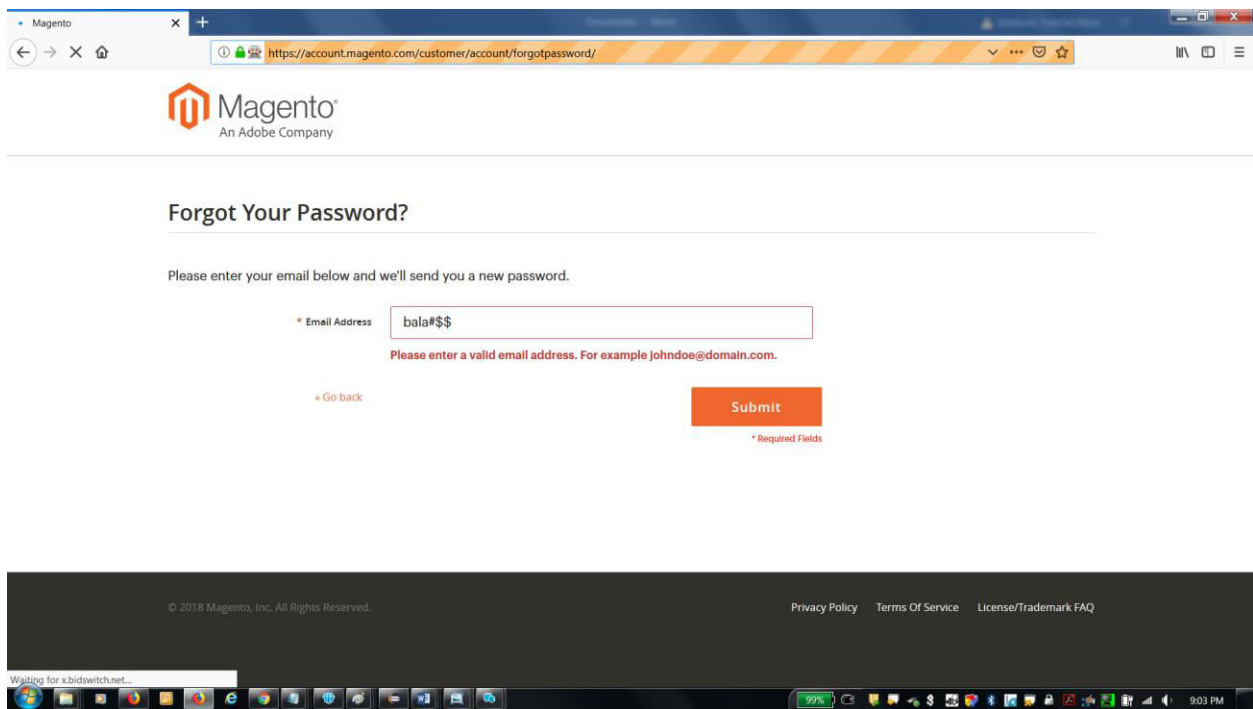 Magento
https://account.magento.com/customer/account/forgotpassword/
Magento®
An Adobe Company
Forgot Your Password?
Please enter your email below and we'll send you a new password.
* Email Address
bala#$$
Please enter a valid email address. For example johndoe@domain.com.
« Go back
Submit
* Required Fields
© 2018 Magento, Inc. All Rights Reserved.
Privacy Policy Terms Of Service License/Trademark FAQ
Waiting for x.bidswitch.net...
99%
9:03 PM